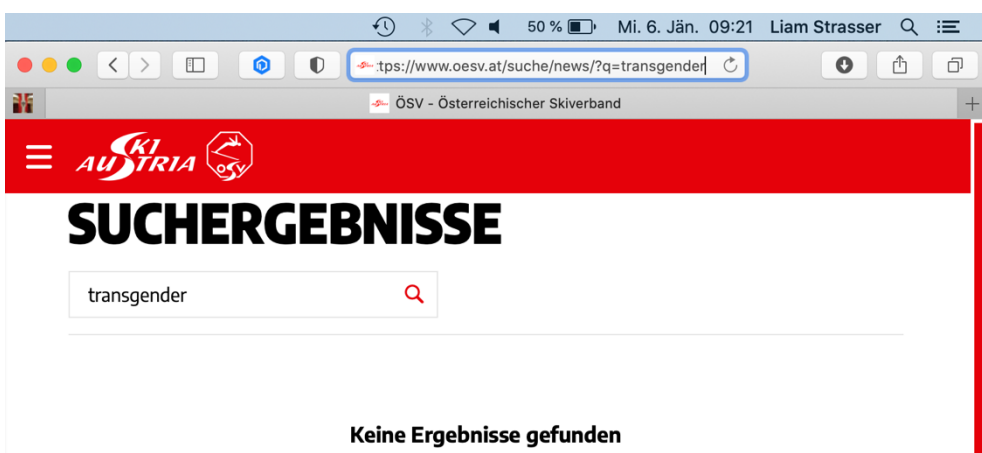 50 % Mi. 6. Jän. 09:21 Liam Strasser
:tps://www.oesv.at/suche/news/?q=transgender
ÖSV - Österreichischer Skiverband
SKI
AUSTRIA
ÖSV
SUCHERGEBNISSE
transgender
Keine Ergebnisse gefunden